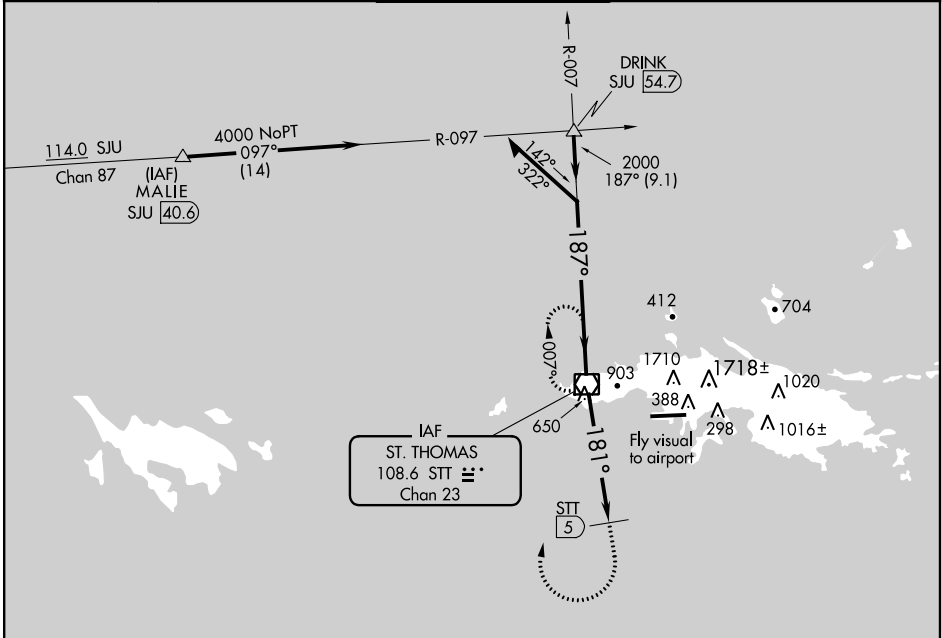 R-007
DRINK
SJU 54.7
4000 NoPT
097°
(14)
R-097
114.0 SJU
Chan 87
(IAF)
MALIE
SJU 40.6
142°
322°
2000
187° (9.1)
187°
412
704
007°
903
1710
1718±
1020
388
298
1016±
650
IAF
ST. THOMAS
108.6 STT
Chan 23
181°
Fly visual
to airport
STT
5